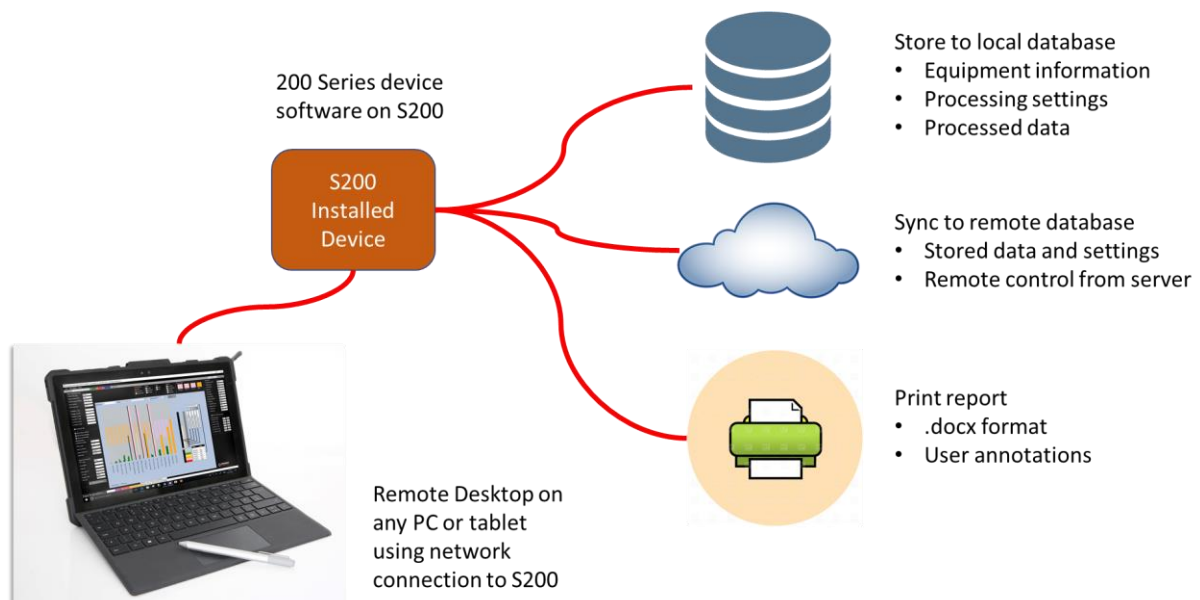 200 Series device
software on S200
S200
Installed
Device
Store to local database
• Equipment information
• Processing settings
• Processed data
Sync to remote database
• Stored data and settings
• Remote control from server
Print report
• .docx format
• User annotations
Remote Desktop on
any PC or tablet
using network
connection to S200